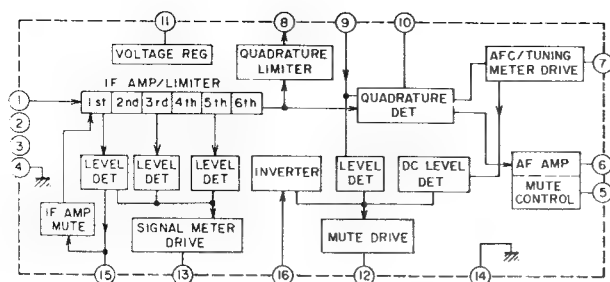 11 8 9 10
VOLTAGE REG
QUADRATURE
LIMITER
AFC/TUNING
METER DRIVE
7
IF AMP/LIMITER
1
1st 2nd 3rd 4th 5th 6th
QUADRATURE
DET
2
3
4
LEVEL
DET
LEVEL
DET
LEVEL
DET
INVERTER
LEVEL
DET
DC LEVEL
DET
AF AMP
6
MUTE
CONTROL
5
IF AMP
MUTE
SIGNAL METER
DRIVE
MUTE DRIVE
15 13 16 12 14